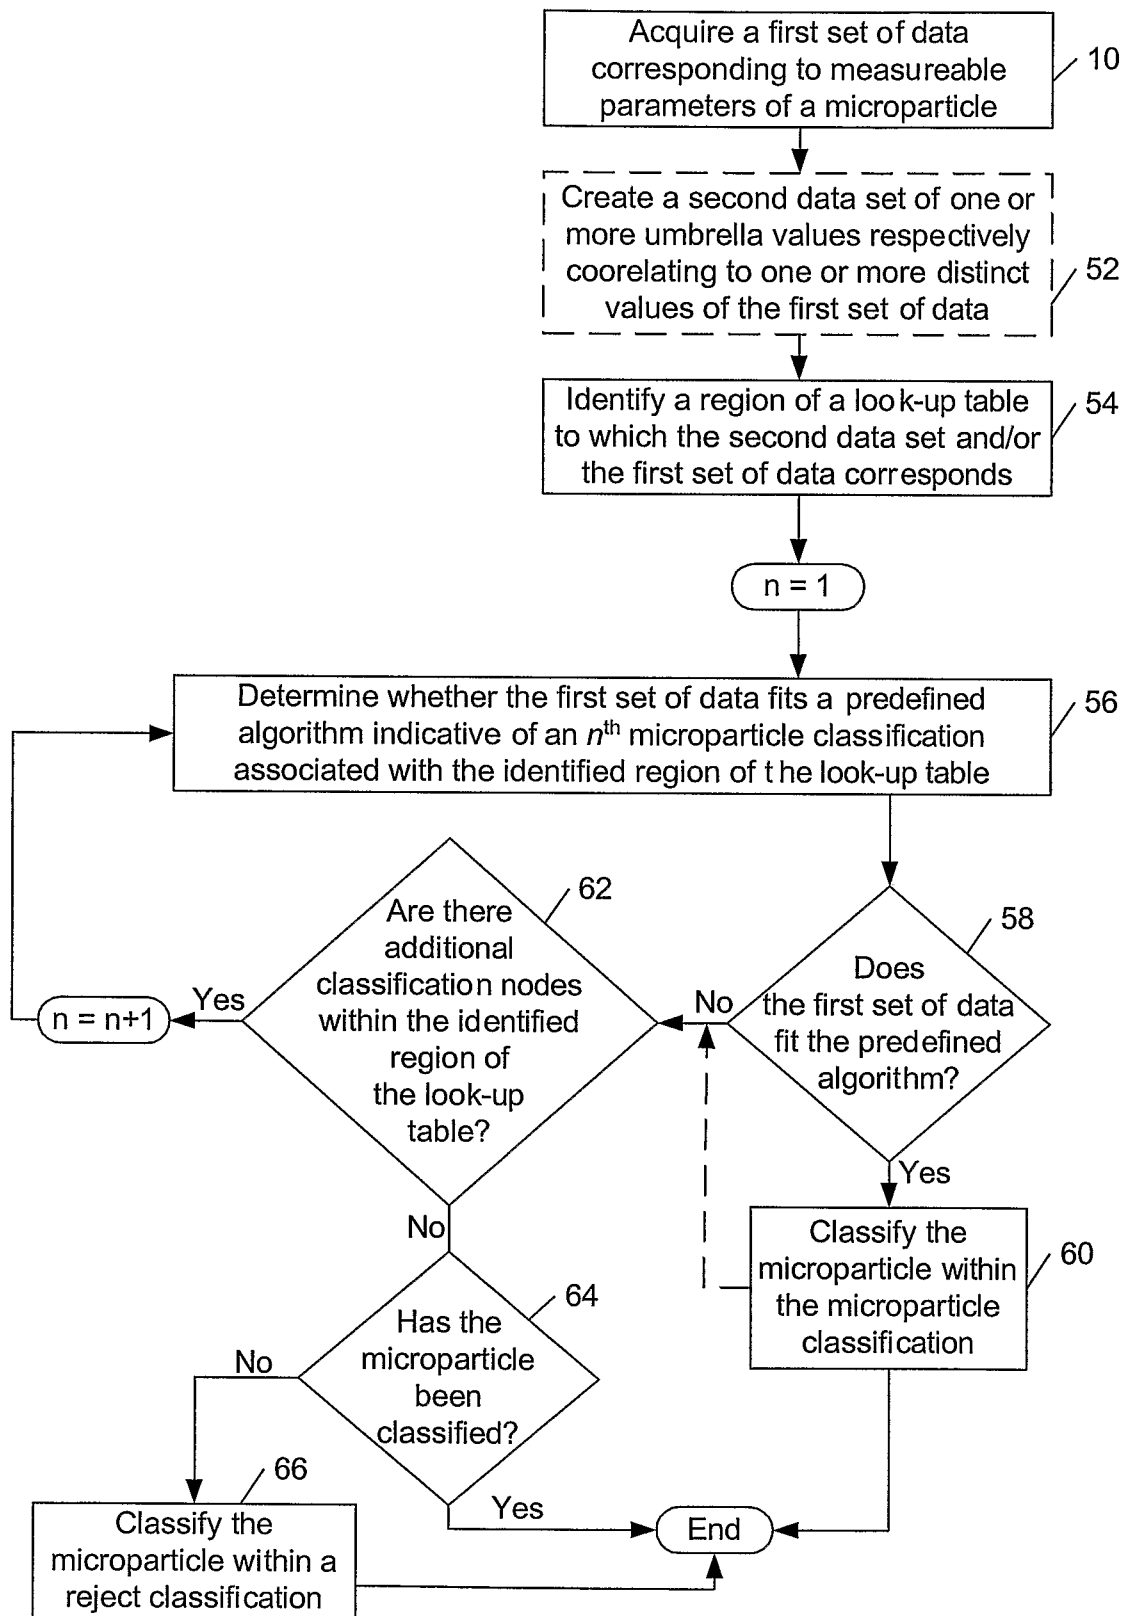 Acquire a first set of data
corresponding to measureable
parameters of a microparticle
10
Create a second data set of one or
more umbrella values respectively
coorelating to one or more distinct
values of the first set of data
52
Identify a region of a look-up table
to which the second data set and/or
the first set of data corresponds
54
n = 1
Determine whether the first set of data fits a predefined
algorithm indicative of an nth microparticle classification
associated with the identified region of the look-up table
56
Are there
additional
classification nodes
within the identified
region of
the look-up
table?
62
Does
the first set of data
fit the predefined
algorithm?
58
No
Yes
n = n+1
Yes
Classify the
microparticle within
the microparticle
classification
60
No
Has the
microparticle
been
classified?
64
No
Yes
66
Classify the
microparticle within a
reject classification
End